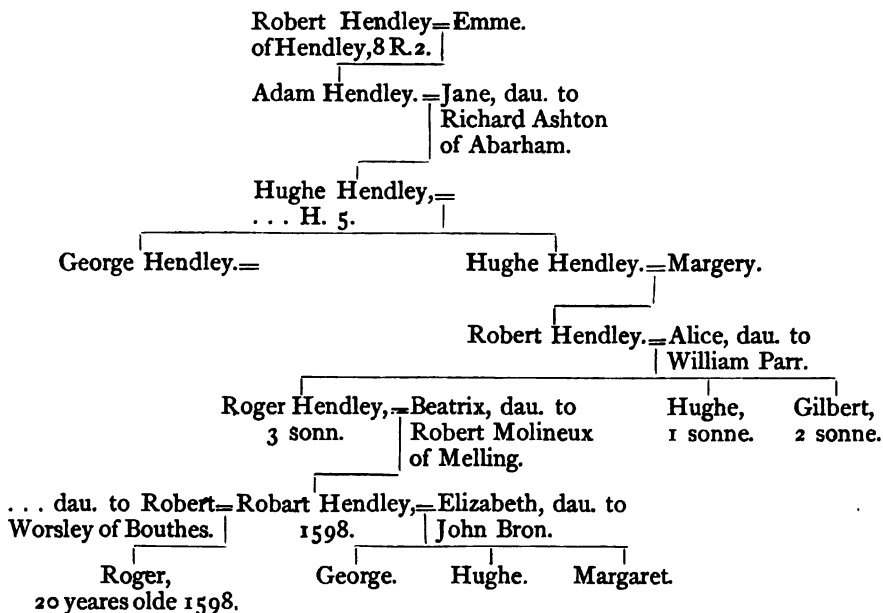 Robert Hendley=Emme.
of Hendley, 8 R.2.
Adam Hendley.=Jane, dau. to
Richard Ashton
of Abarham.
Hughe Hendley,=
... H. 5.
George Hendley.= Hughe Hendley.=Margery.
Robert Hendley.=Alice, dau. to
William Parr.
Roger Hendley,=Beatrix, dau. to Hughe, Gilbert,
3 sonn. Robert Molineux 1 sonne. 2 sonne.
of Melling.
... dau. to Robert=Robart Hendley,=Elizabeth, dau. to
Worsley of Bouthes. 1598. John Bron.
Roger, George. Hughe. Margaret.
20 yeares olde 1598.